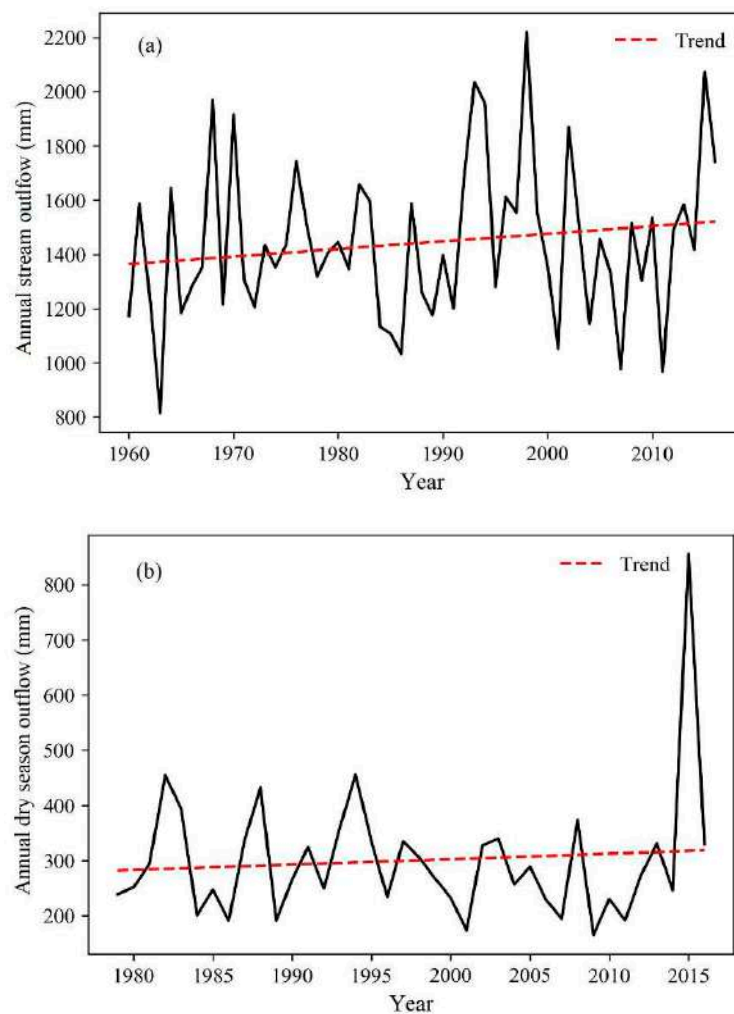 (a)
Trend
2200
2000
1800
1600
1400
1200
1000
800
Annual stream outlfow (mm)
1960 1970 1980 1990 2000 2010
Year
(b)
Trend
800
700
600
500
400
300
200
Annual dry season outflow (mm)
1980 1985 1990 1995 2000 2005 2010 2015
Year